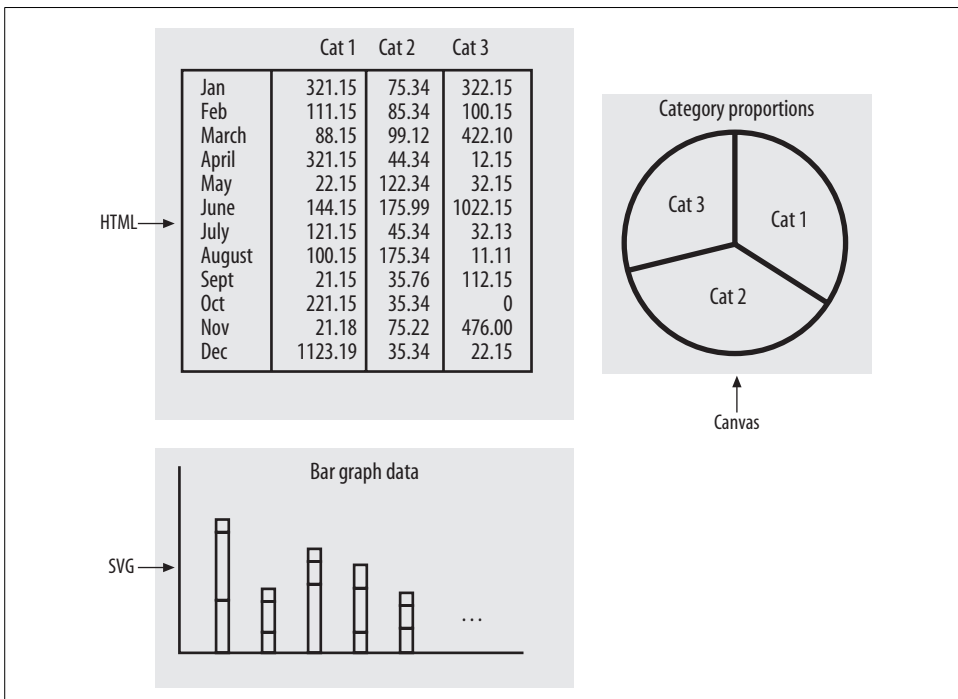 Cat 1 Cat 2 Cat 3
Jan 321.15 75.34 322.15
Feb 111.15 85.34 100.15
March 88.15 99.12 422.10
April 321.15 44.34 12.15
May 22.15 122.34 32.15
June 144.15 175.99 1022.15
July 121.15 45.34 32.13
August 100.15 175.34 11.11
Sept 21.15 35.76 112.15
Oct 221.15 35.34 0
Nov 21.18 75.22 476.00
Dec 1123.19 35.34 22.15
HTML
Category proportions
Cat 3
Cat 1
Cat 2
Canvas
Bar graph data
SVG
...